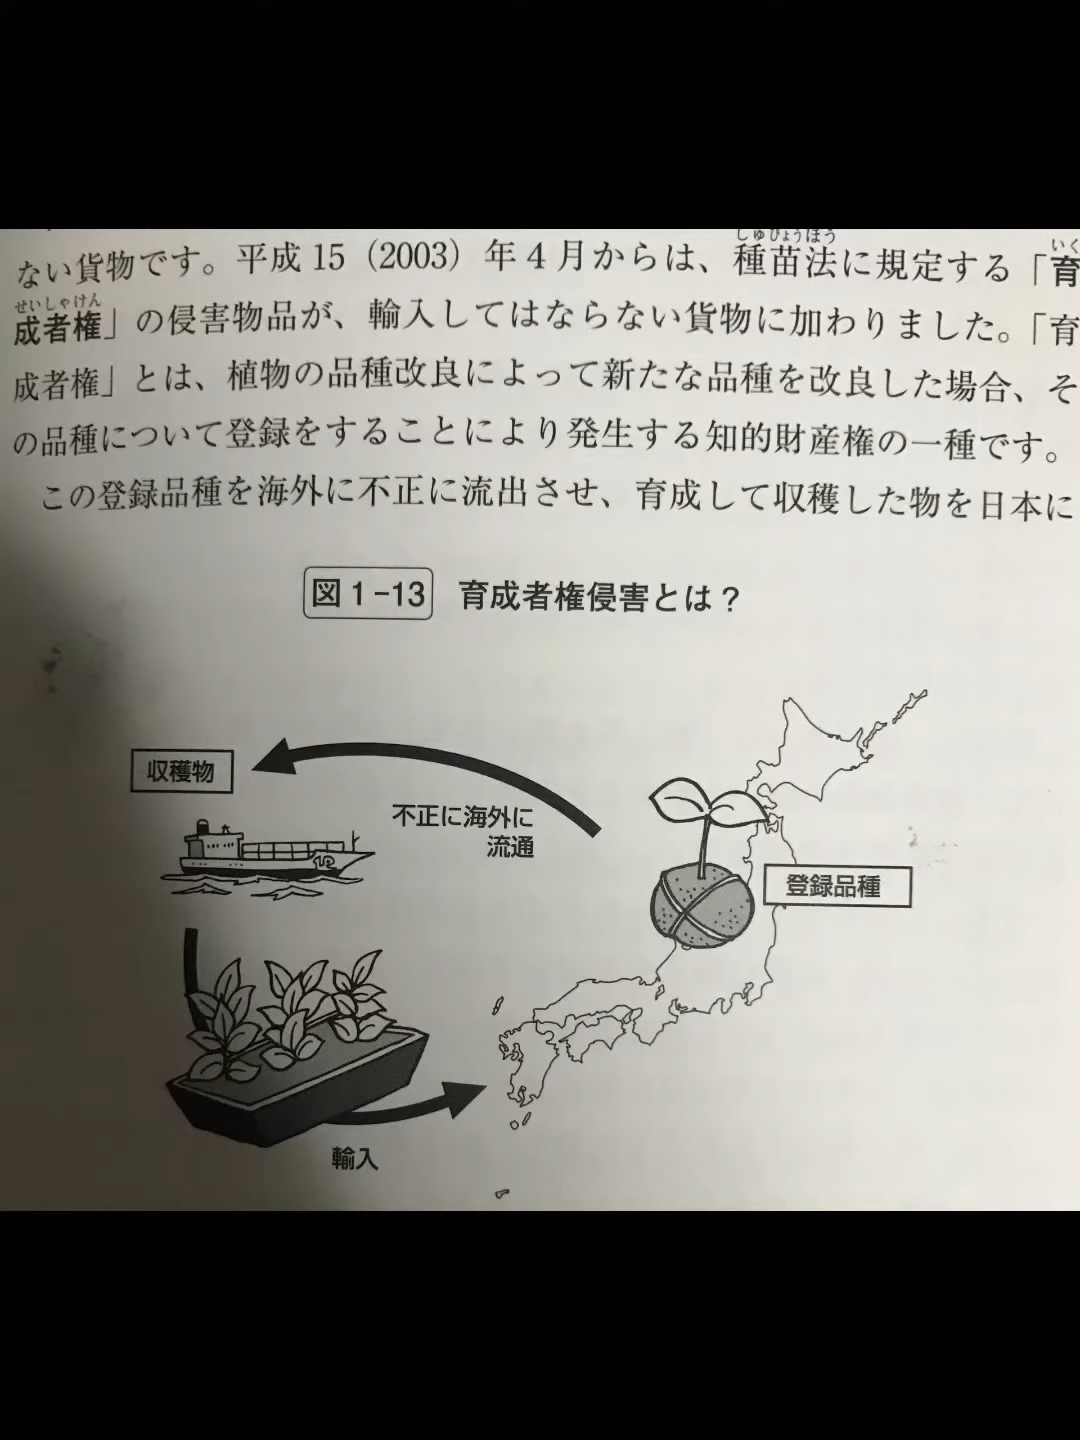 ない貨物です。平成15（2003）年4月からは、種苗法に規定する「育
成者権」の侵害物品が、輸入してはならない貨物に加わりました。「育
成者権」とは、植物の品種改良によって新たな品種を改良した場合、そ
の品種について登録をすることにより発生する知的財産権の一種です。
この登録品種を海外に不正に流出させ、育成して収穫した物を日本に
図1-13 育成者権侵害とは？
収穫物
不正に海外に
流通
登録品種
輸入